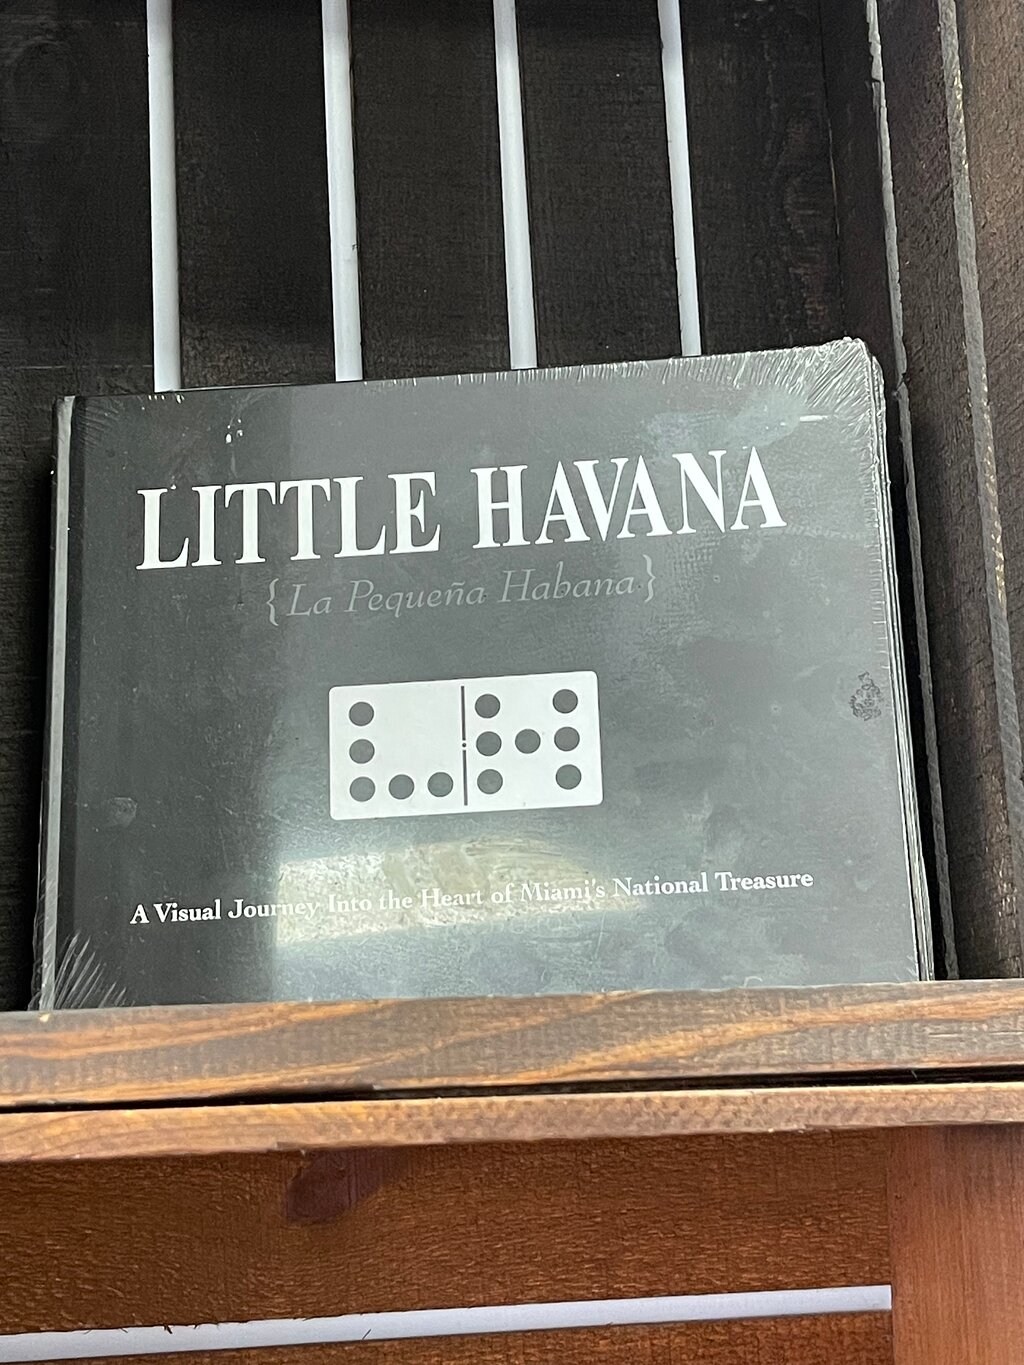 LITTLE HAVANA
{La Pequeña Habana}
A Visual Journey Into the Heart of Miami's National Treasure